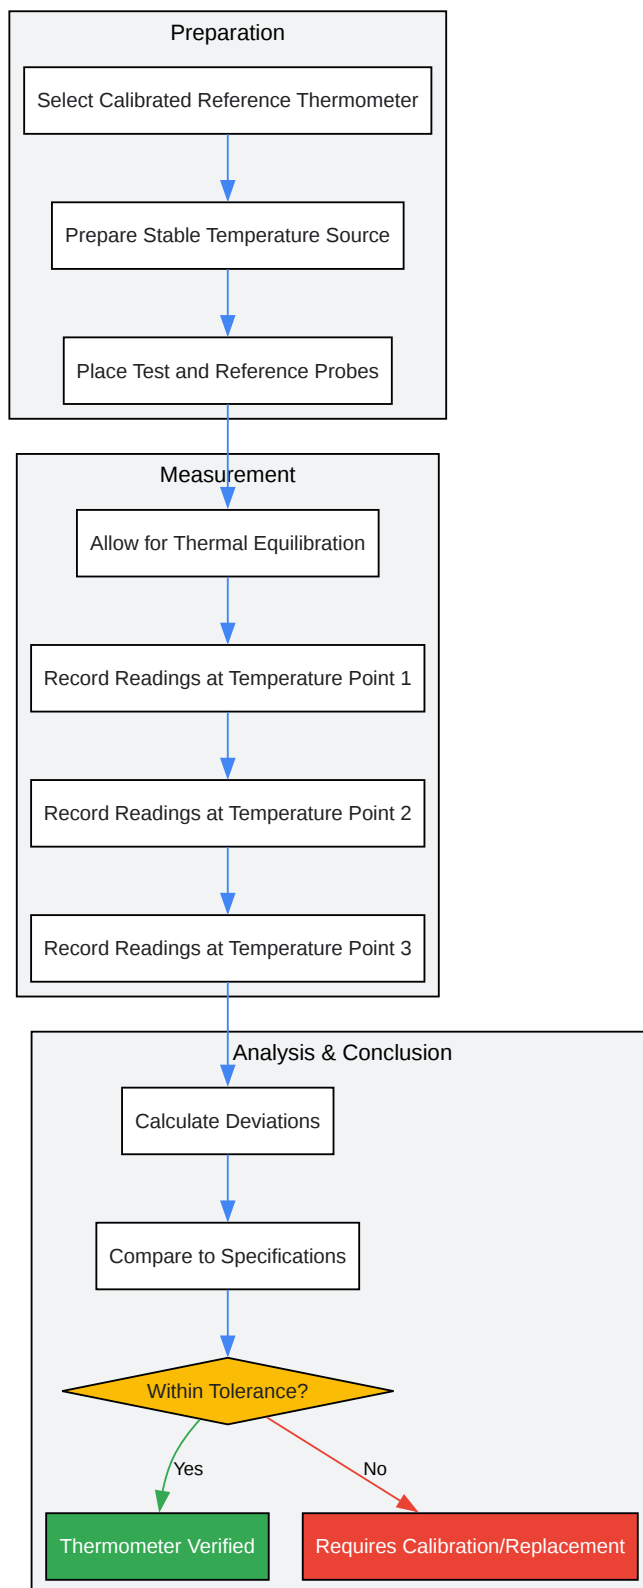 Preparation
Select Calibrated Reference Thermometer
Prepare Stable Temperature Source
Place Test and Reference Probes
Measurement
Allow for Thermal Equilibration
Record Readings at Temperature Point 1
Record Readings at Temperature Point 2
Record Readings at Temperature Point 3
Analysis & Conclusion
Calculate Deviations
Compare to Specifications
Within Tolerance?
Yes
No
Thermometer Verified
Requires Calibration/Replacement